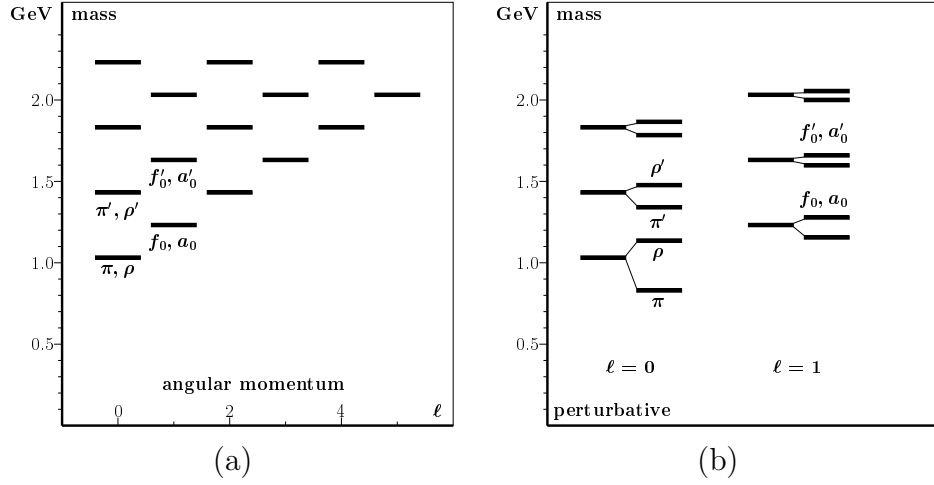 GeV
mass
2.0
1.5
1.0
0.5
f′₀, a′₀
π′, ρ′
f₀, a₀
π, ρ
angular momentum
0 2 4 ℓ
(a)
GeV
mass
2.0
1.5
1.0
0.5
f′₀, a′₀
ρ′
f₀, a₀
π′
ρ
π
ℓ = 0 ℓ = 1
perturbative
(b)